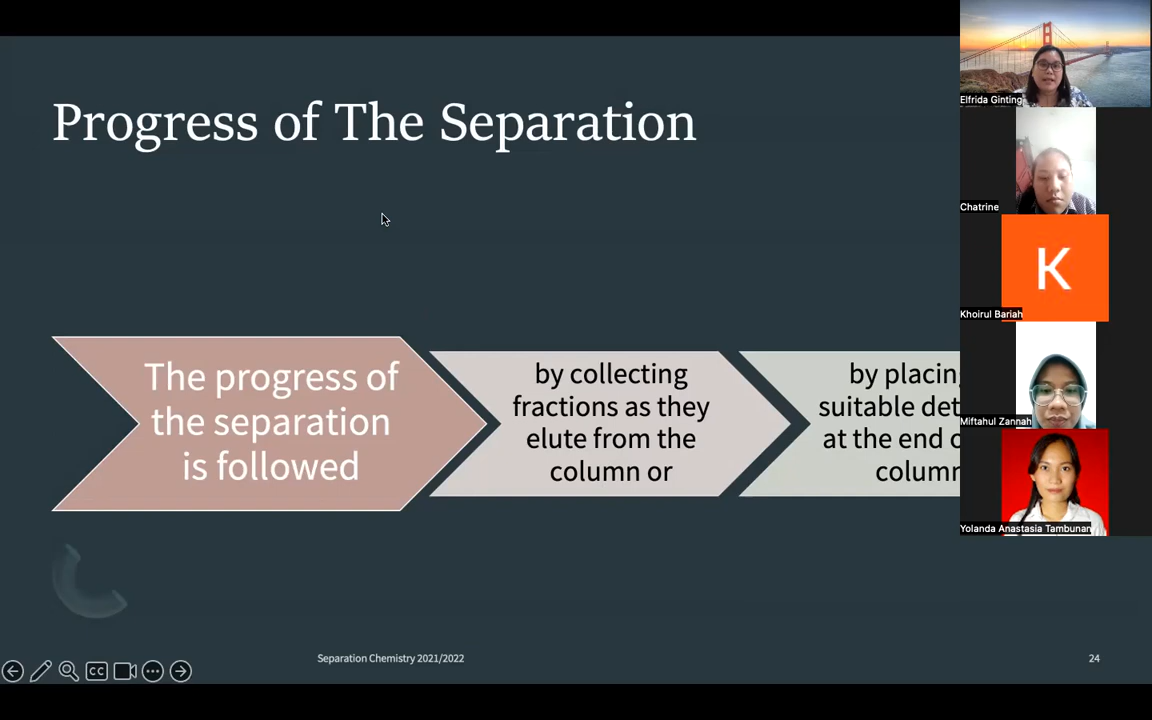 Progress of The Separation
The progress of
the separation
is followed
by collecting
fractions as they
elute from the
column or
by placing
suitable
at the end
column
Separation Chemistry 2021/2022
24
CC
Elfrida Ginting
Chatrine
K
Khoirul Bariah
Miftahul Zannah
Yolanda Anastasia Tambunan